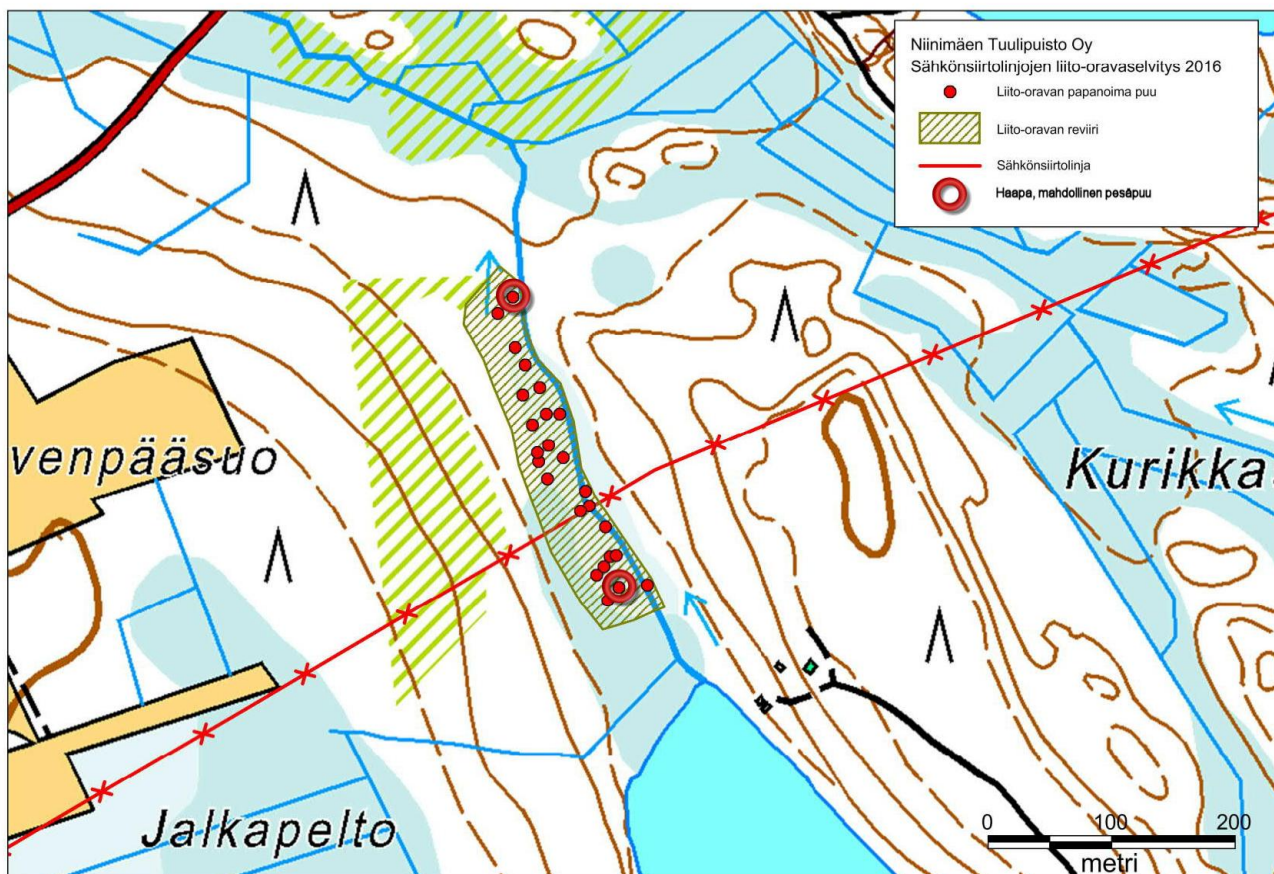 Niinimäen Tuulipuisto Oy
Sähkönsiirtolinjojen liito-oravaselvitys 2016
Liito-oravan papanoima puu
Liito-oravan reviiri
Sähkönsiirtolinja
Haapa, mahdollinen pesäpuu
venpääsuo
Kurikkas
Jalkapelto
0 100 200
metri